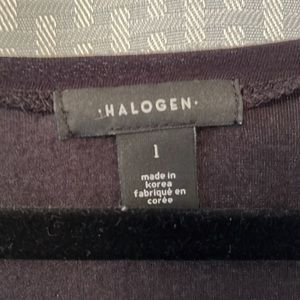 ·HALOGEN·
1
made in
korea
fabriqué en
corée